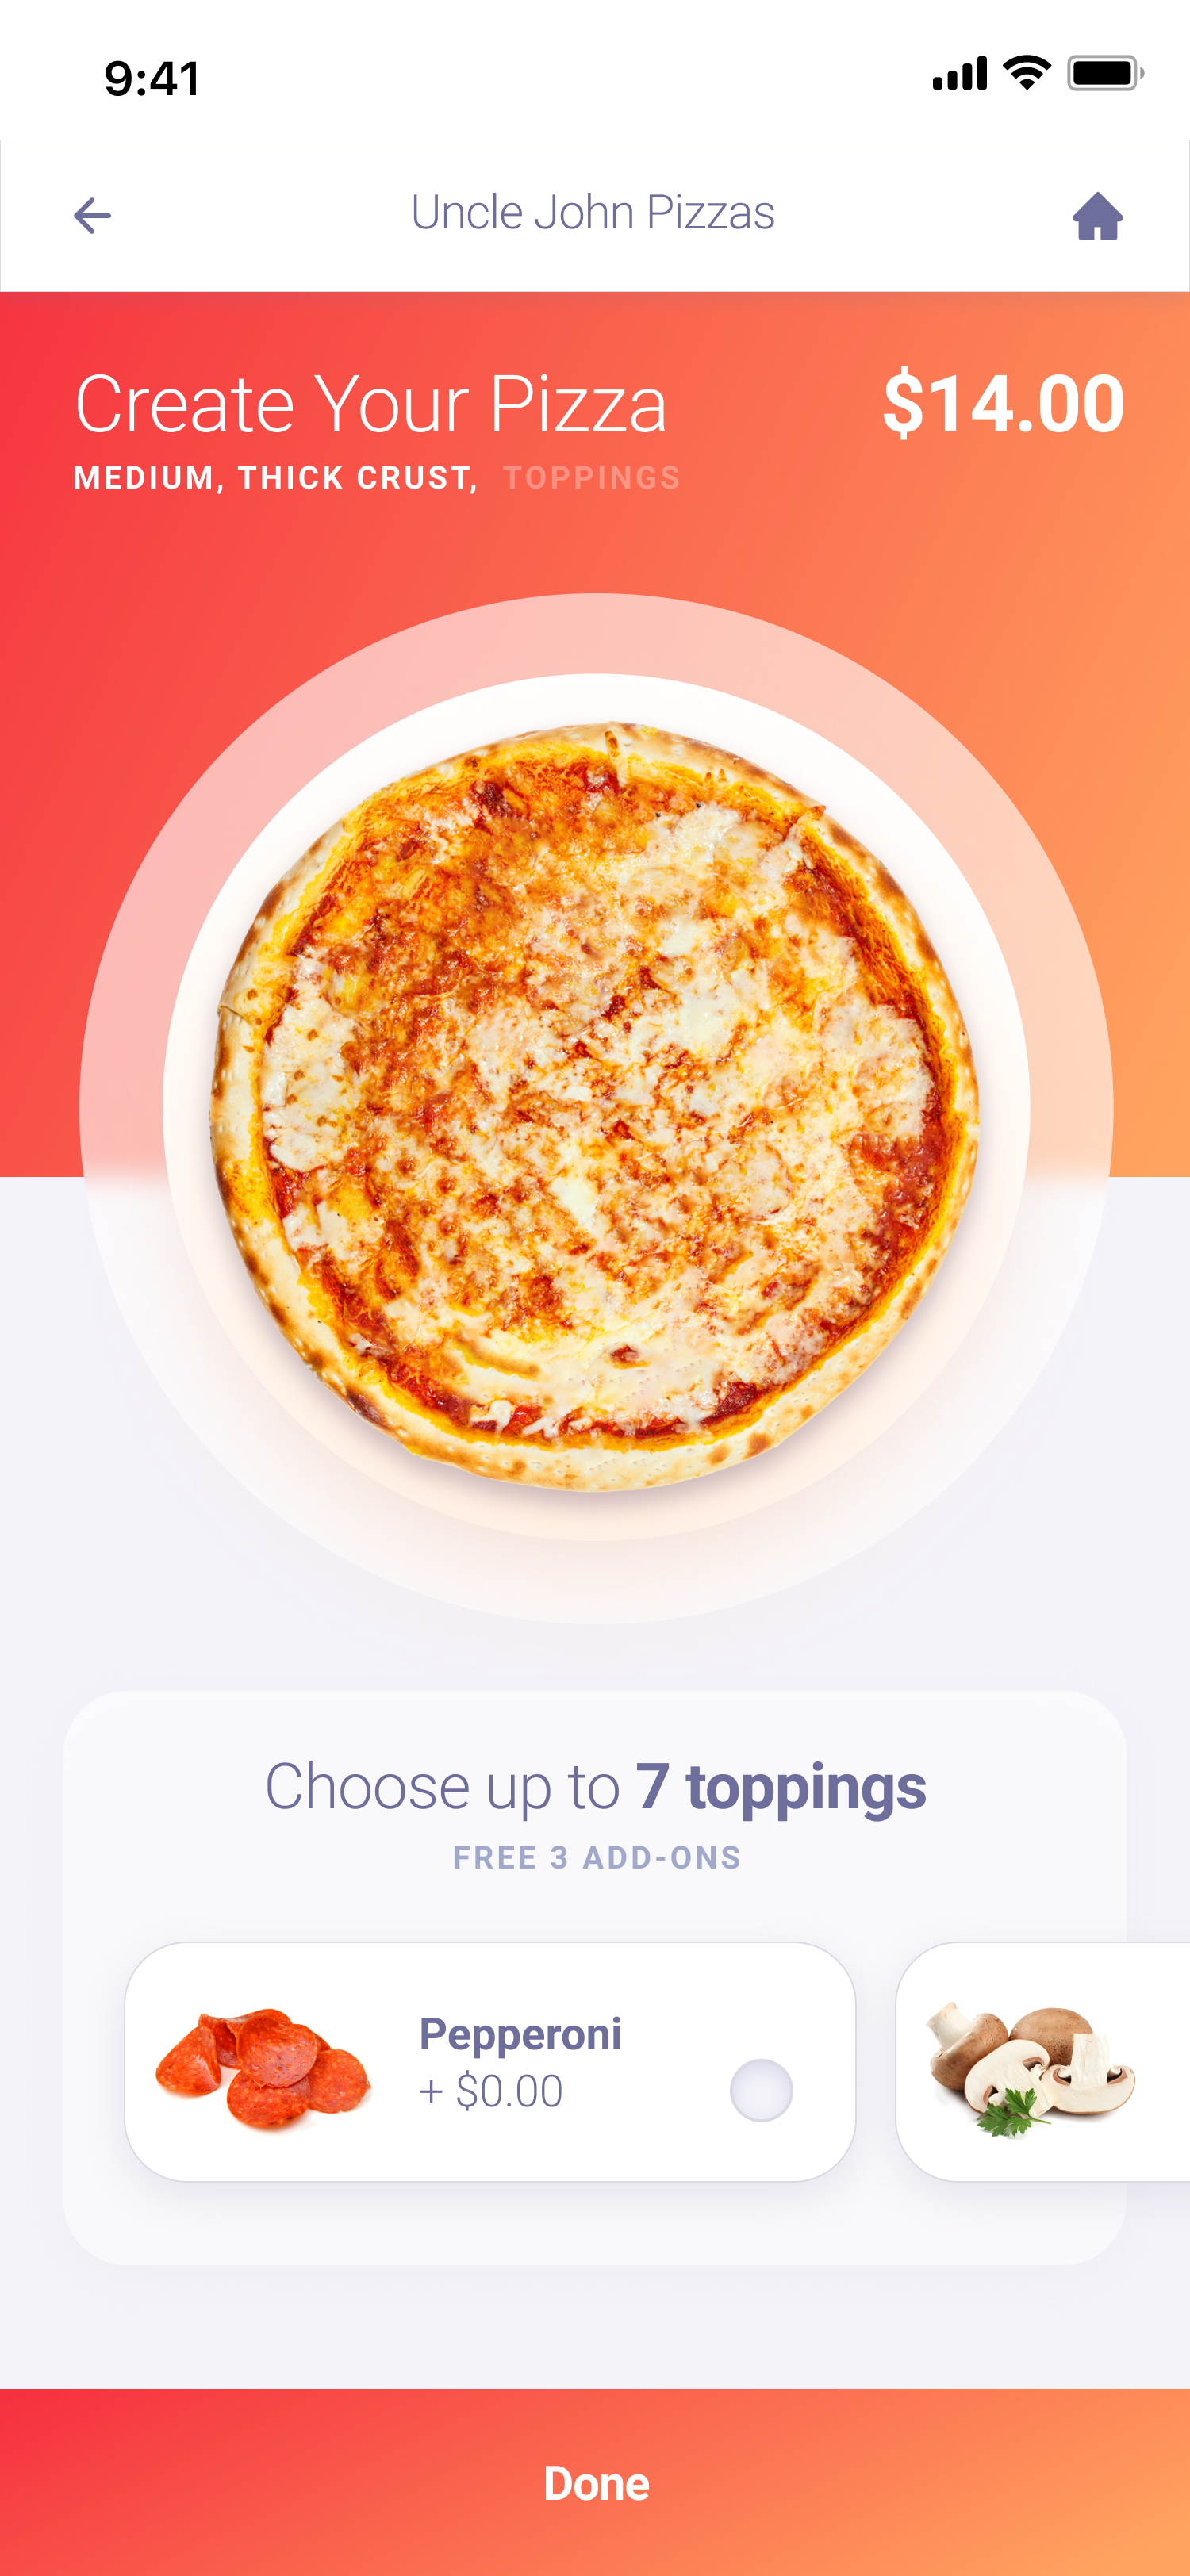 9:41
Uncle John Pizzas
Create Your Pizza
$14.00
MEDIUM, THICK CRUST, TOPPINGS
Choose up to 7 toppings
FREE 3 ADD-ONS
Pepperoni
+ $0.00
Done